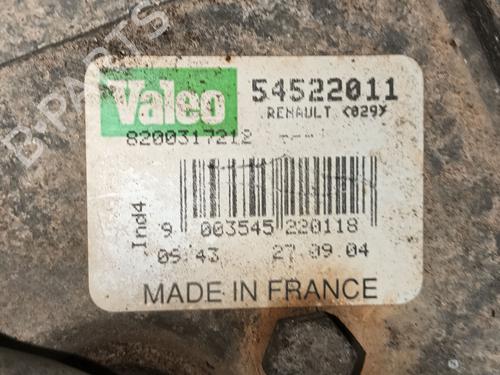 B-PARTS
Valeo
54522011
RENAULT <029>
8200317212 ----
Ind4
9 003545 220118
05:43 27.09.04
MADE IN FRANCE